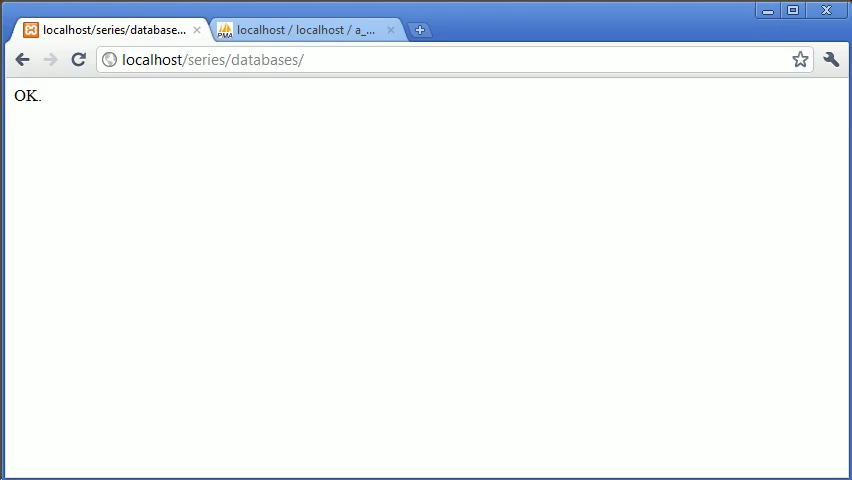 localhost/series/database...
localhost / localhost / a_...
PMA
localhost/series/databases/
OK.